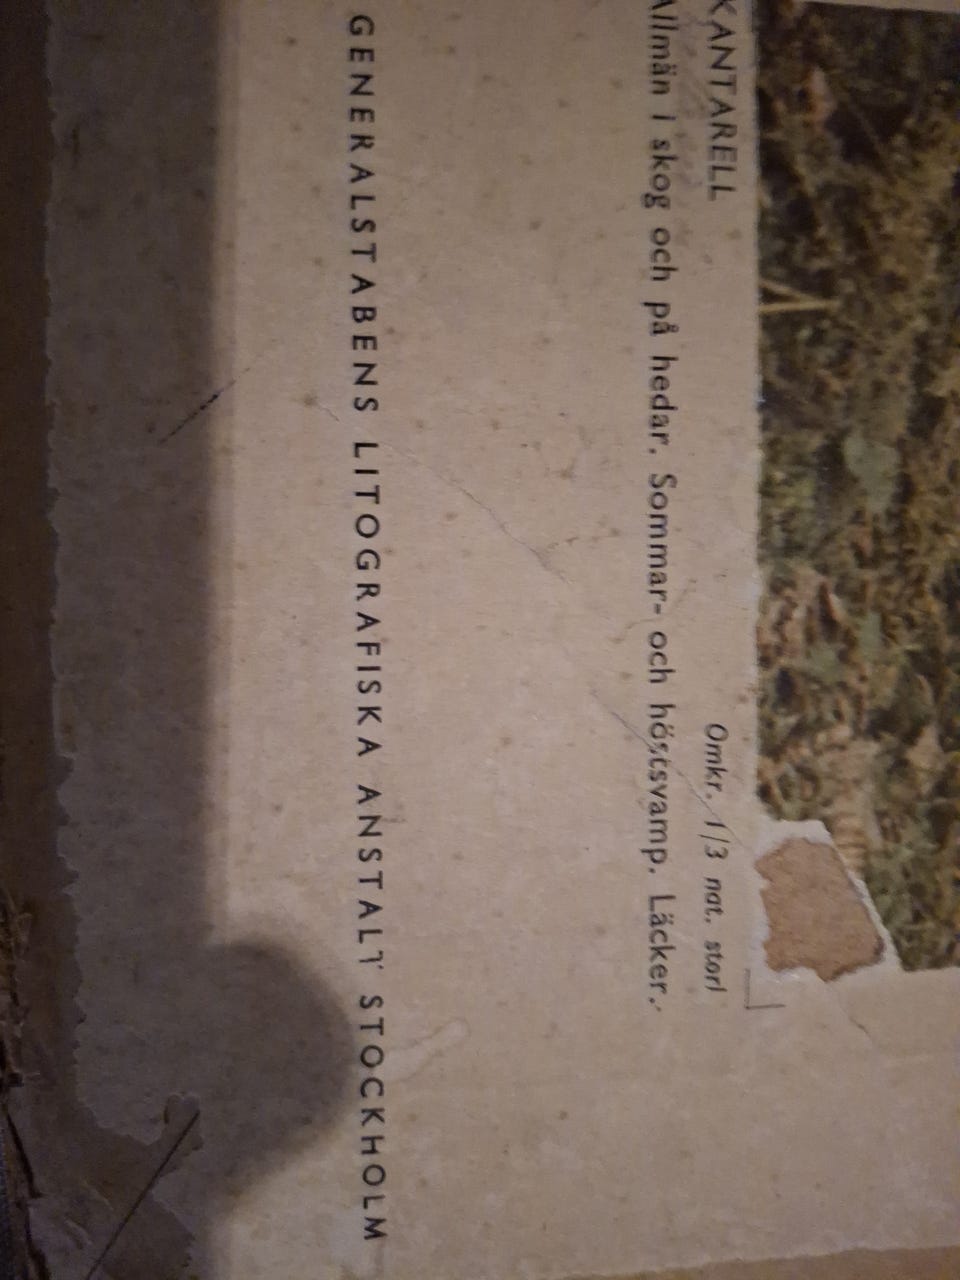 KANTARELL
Omkr. 1/3 nat. storl
Allmän i skog och på hedar. Sommar- och höstsvamp. Läcker.
GENERALSTABENS LITOGRAFISKA ANSTALT STOCKHOLM